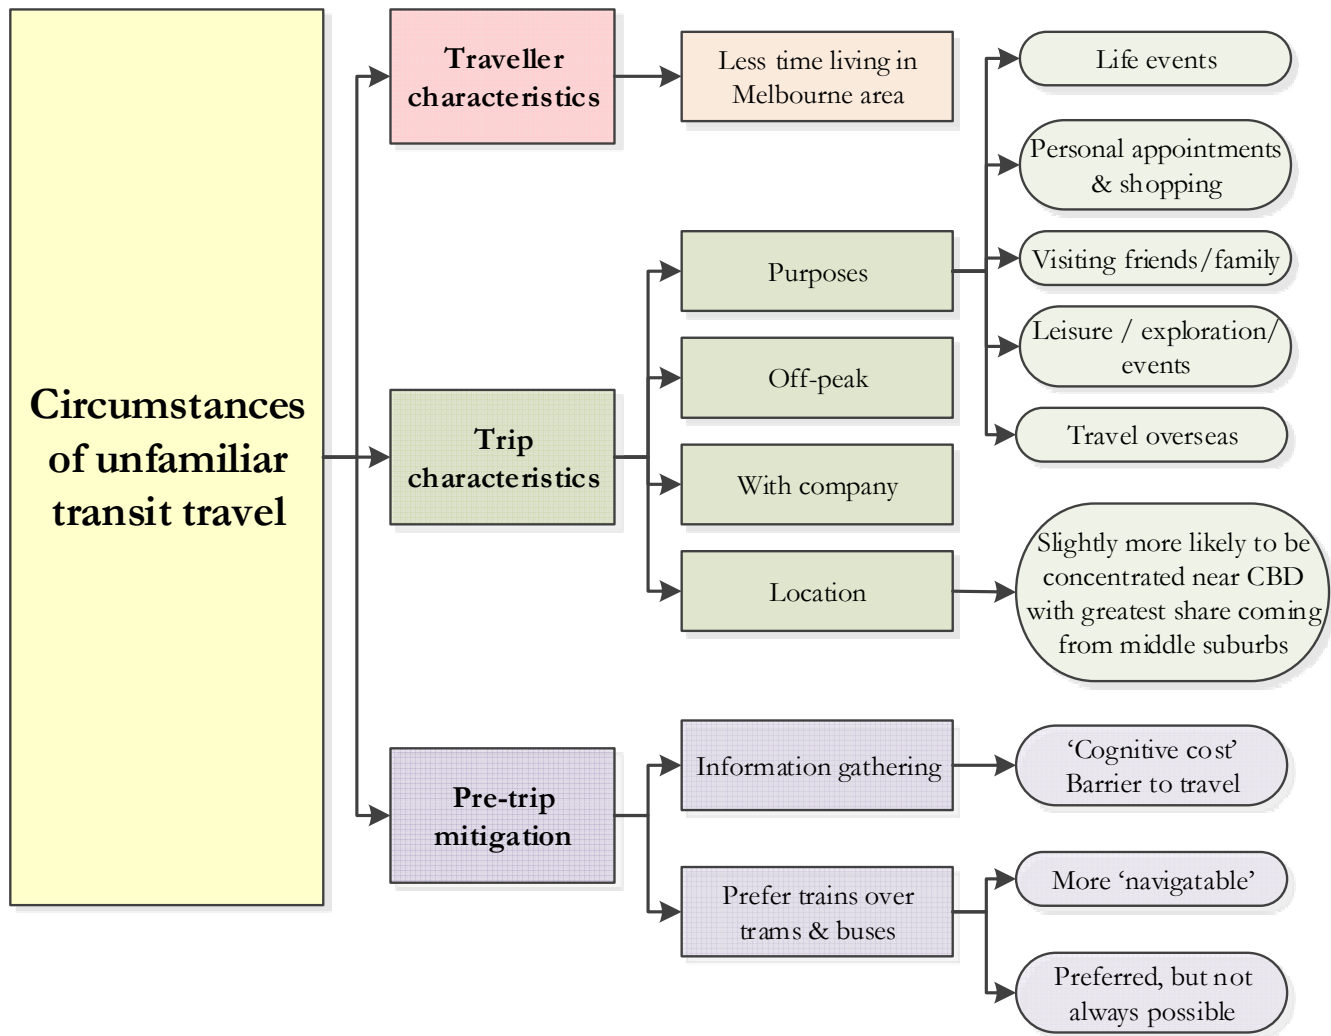 Circumstances
of unfamiliar
transit travel
Traveller
characteristics
Less time living in
Melbourne area
Trip
characteristics
Purposes
Life events
Personal appointments
& shopping
Visiting friends/family
Leisure / exploration/
events
Travel overseas
Off-peak
With company
Location
Slightly more likely to be
concentrated near CBD
with greatest share coming
from middle suburbs
Pre-trip
mitigation
Information gathering
‘Cognitive cost’
Barrier to travel
Prefer trains over
trams & buses
More ‘navigatable’
Preferred, but not
always possible